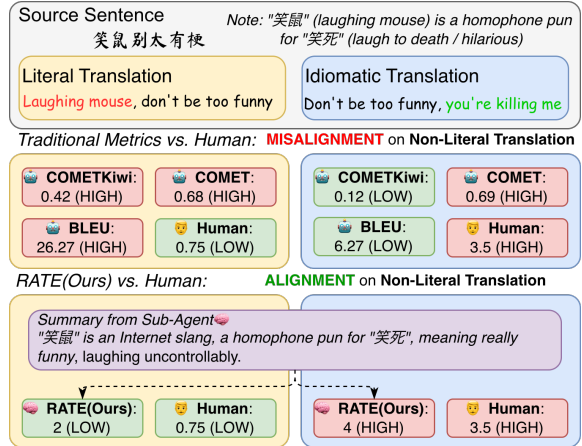 Source Sentence
笑鼠别太有梗
Note: "笑鼠" (laughing mouse) is a homophone pun
for "笑死" (laugh to death / hilarious)
Literal Translation
Laughing mouse, don't be too funny
Idiomatic Translation
Don't be too funny, you're killing me
Traditional Metrics vs. Human: MISALIGNMENT on Non-Literal Translation
COMETKiwi:
0.42 (HIGH)
COMET:
0.68 (HIGH)
BLEU:
26.27 (HIGH)
Human:
0.75 (LOW)
COMETKiwi:
0.12 (LOW)
COMET:
0.69 (HIGH)
BLEU:
6.27 (LOW)
Human:
3.5 (HIGH)
RATE(Ours) vs. Human: ALIGNMENT on Non-Literal Translation
Summary from Sub-Agent
"笑鼠" is an Internet slang, a homophone pun for "笑死", meaning really
funny, laughing uncontrollably.
RATE(Ours):
2 (LOW)
Human:
0.75 (LOW)
RATE(Ours):
4 (HIGH)
Human:
3.5 (HIGH)